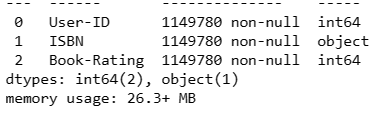 ---  ------       --------------    -----
 0   User-ID      1149780 non-null  int64
 1   ISBN         1149780 non-null  object
 2   Book-Rating  1149780 non-null  int64
dtypes: int64(2), object(1)
memory usage: 26.3+ MB